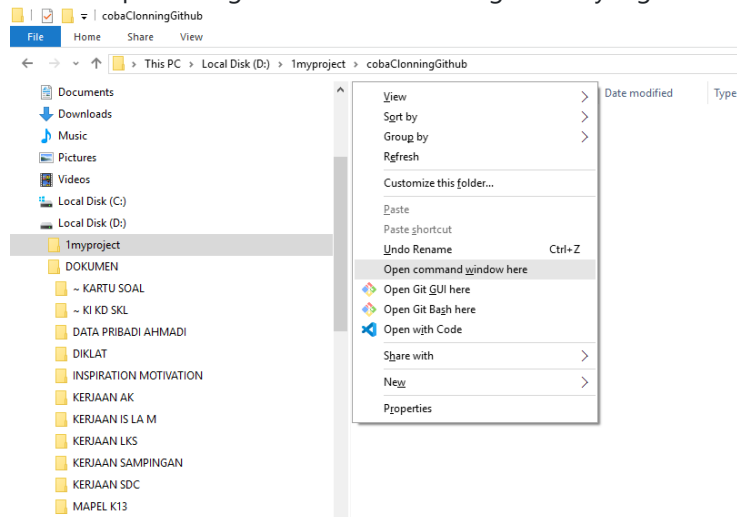 cobaClonningGithub
File Home Share View
This PC > Local Disk (D:) > 1myproject > cobaClonningGithub
Documents
Downloads
Music
Pictures
Videos
Local Disk (C:)
Local Disk (D:)
1myproject
DOKUMEN
~ KARTU SOAL
~ KI KD SKL
DATA PRIBADI AHMADI
DIKLAT
INSPIRATION MOTIVATION
KERJAAN AK
KERJAAN IS LA M
KERJAAN LKS
KERJAAN SAMPINGAN
KERJAAN SDC
MAPEL K13
View
Sort by
Group by
Refresh
Customize this folder...
Paste
Paste shortcut
Undo Rename Ctrl+Z
Open command window here
Open Git GUI here
Open Git Bash here
Open with Code
Share with
New
Properties
Date modified Type